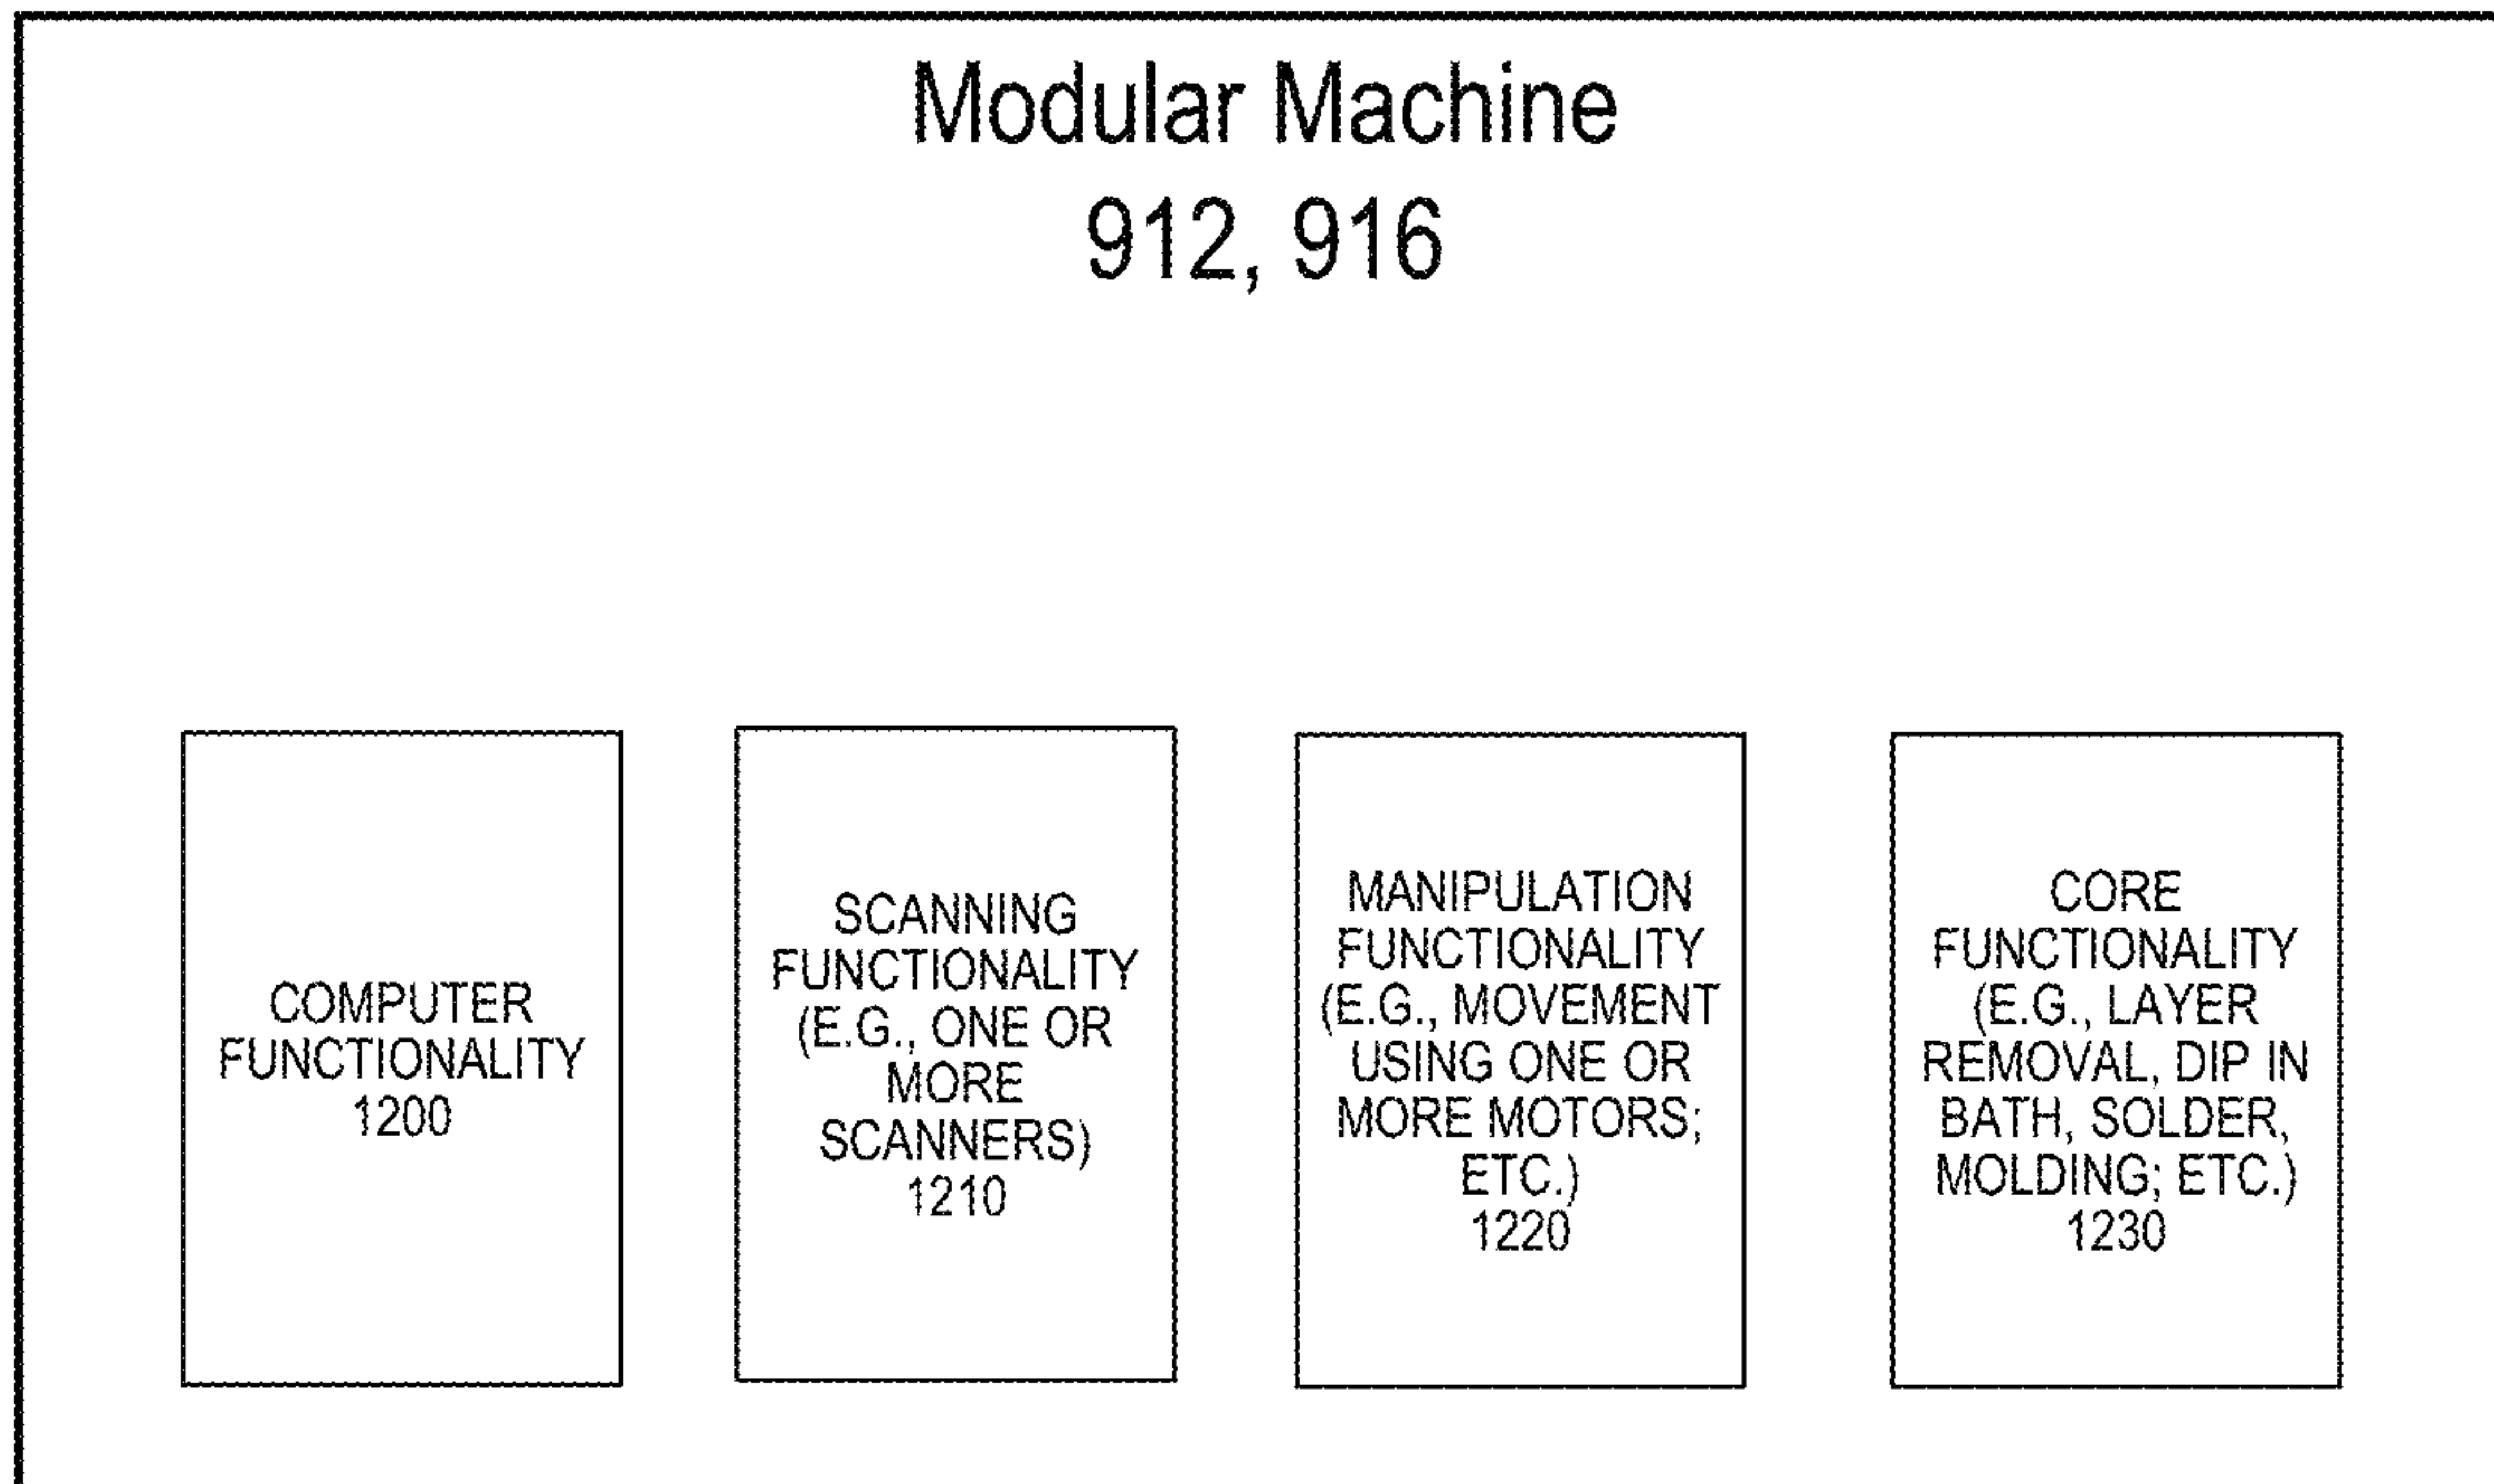 Modular Machine
912, 916
COMPUTER
FUNCTIONALITY
1200
SCANNING
FUNCTIONALITY
(E.G., ONE OR
MORE
SCANNERS)
1210
MANIPULATION
FUNCTIONALITY
(E.G., MOVEMENT
USING ONE OR
MORE MOTORS;
ETC.)
1220
CORE
FUNCTIONALITY
(E.G., LAYER
REMOVAL, DIP IN
BATH, SOLDER,
MOLDING; ETC.)
1230